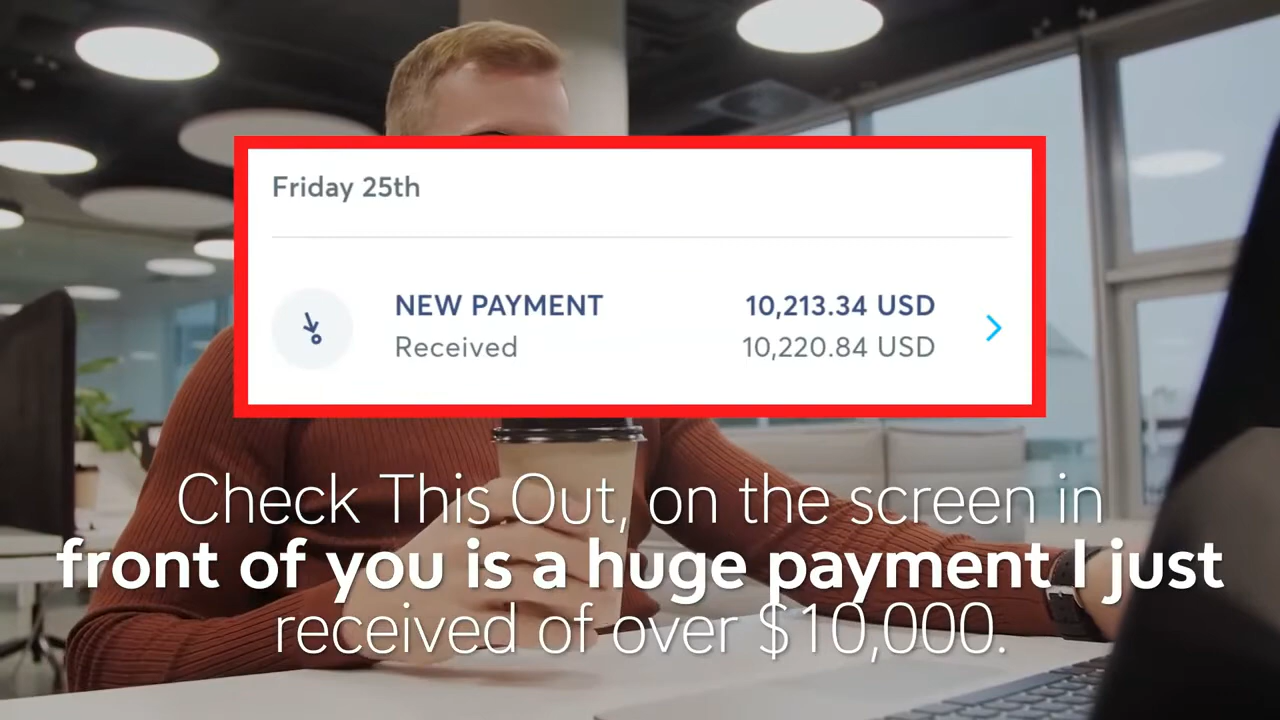 Friday 25th
NEW PAYMENT 10,213.34 USD
Received 10,220.84 USD
Check This Out, on the screen in
front of you is a huge payment I just
received of over $10,000.